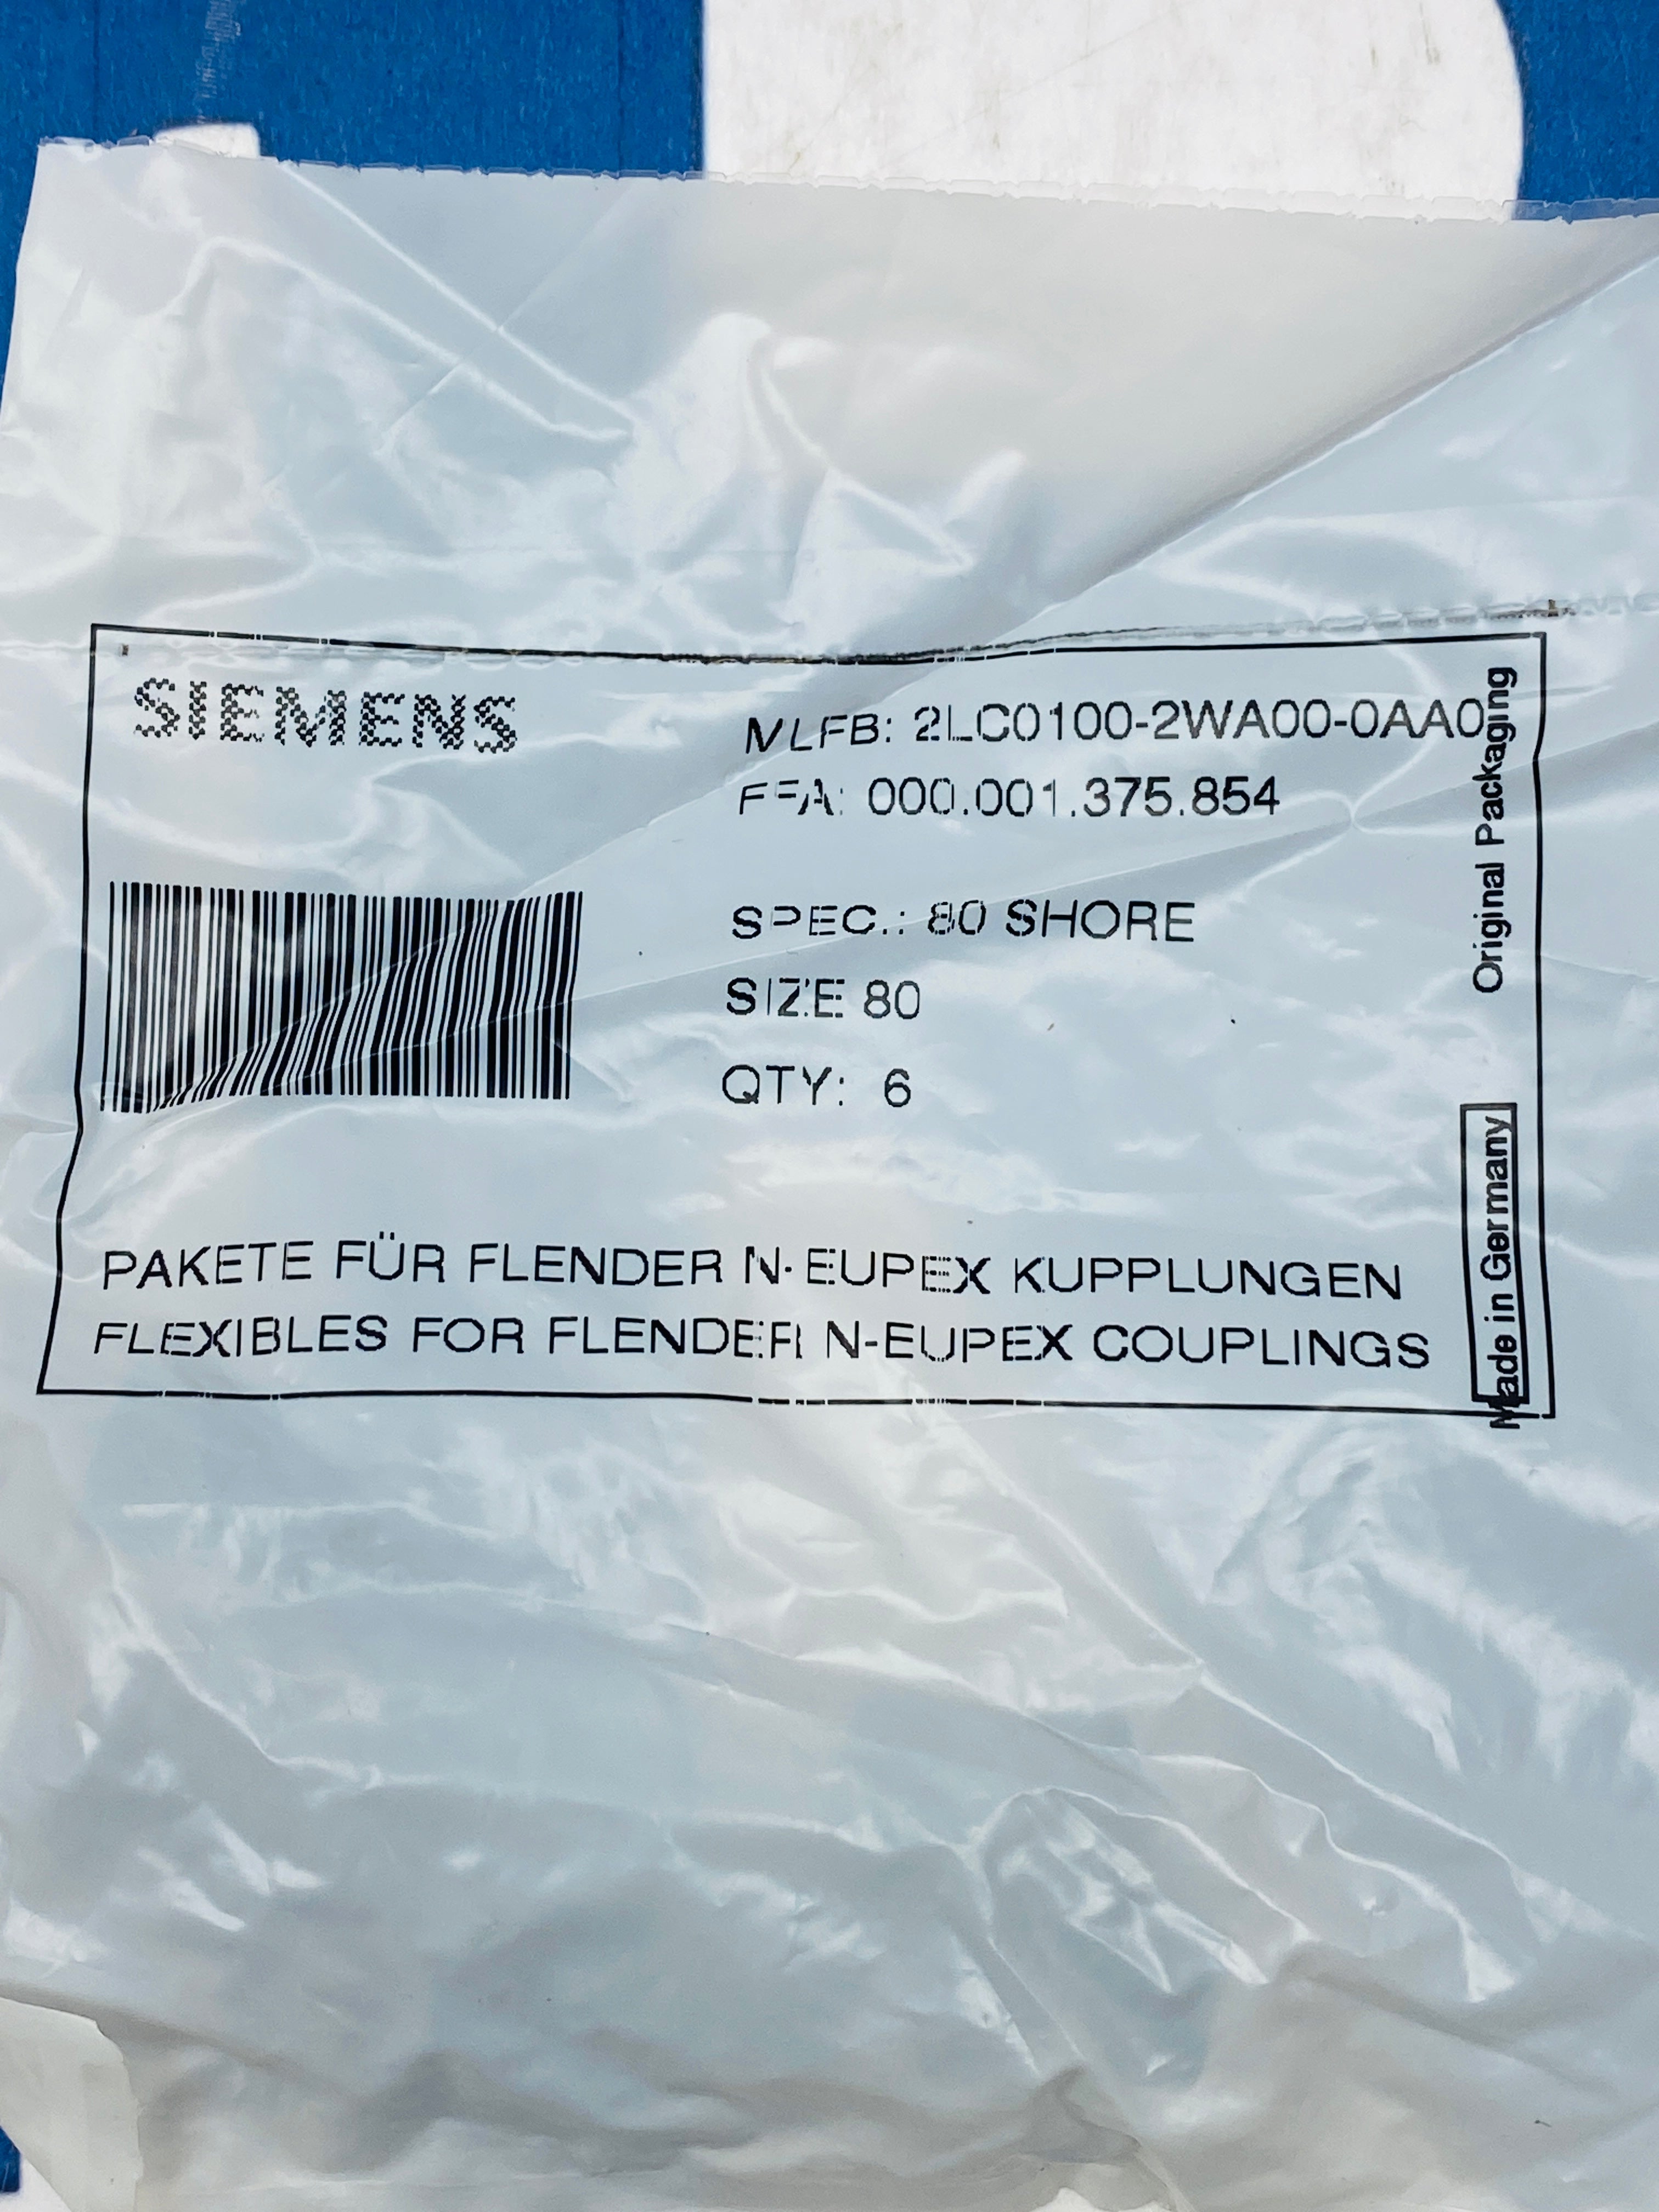 SIEMENS
MLFB: 2LC0100-2WA00-0AA0
FFA: 000.001.375.854
SPEC.: 80 SHORE
SIZE 80
QTY: 6
PAKETE FÜR FLENDER N-EUPEX KUPPLUNGEN
FLEXIBLES FOR FLENDER N-EUPEX COUPLINGS
Original Packaging
Made in Germany